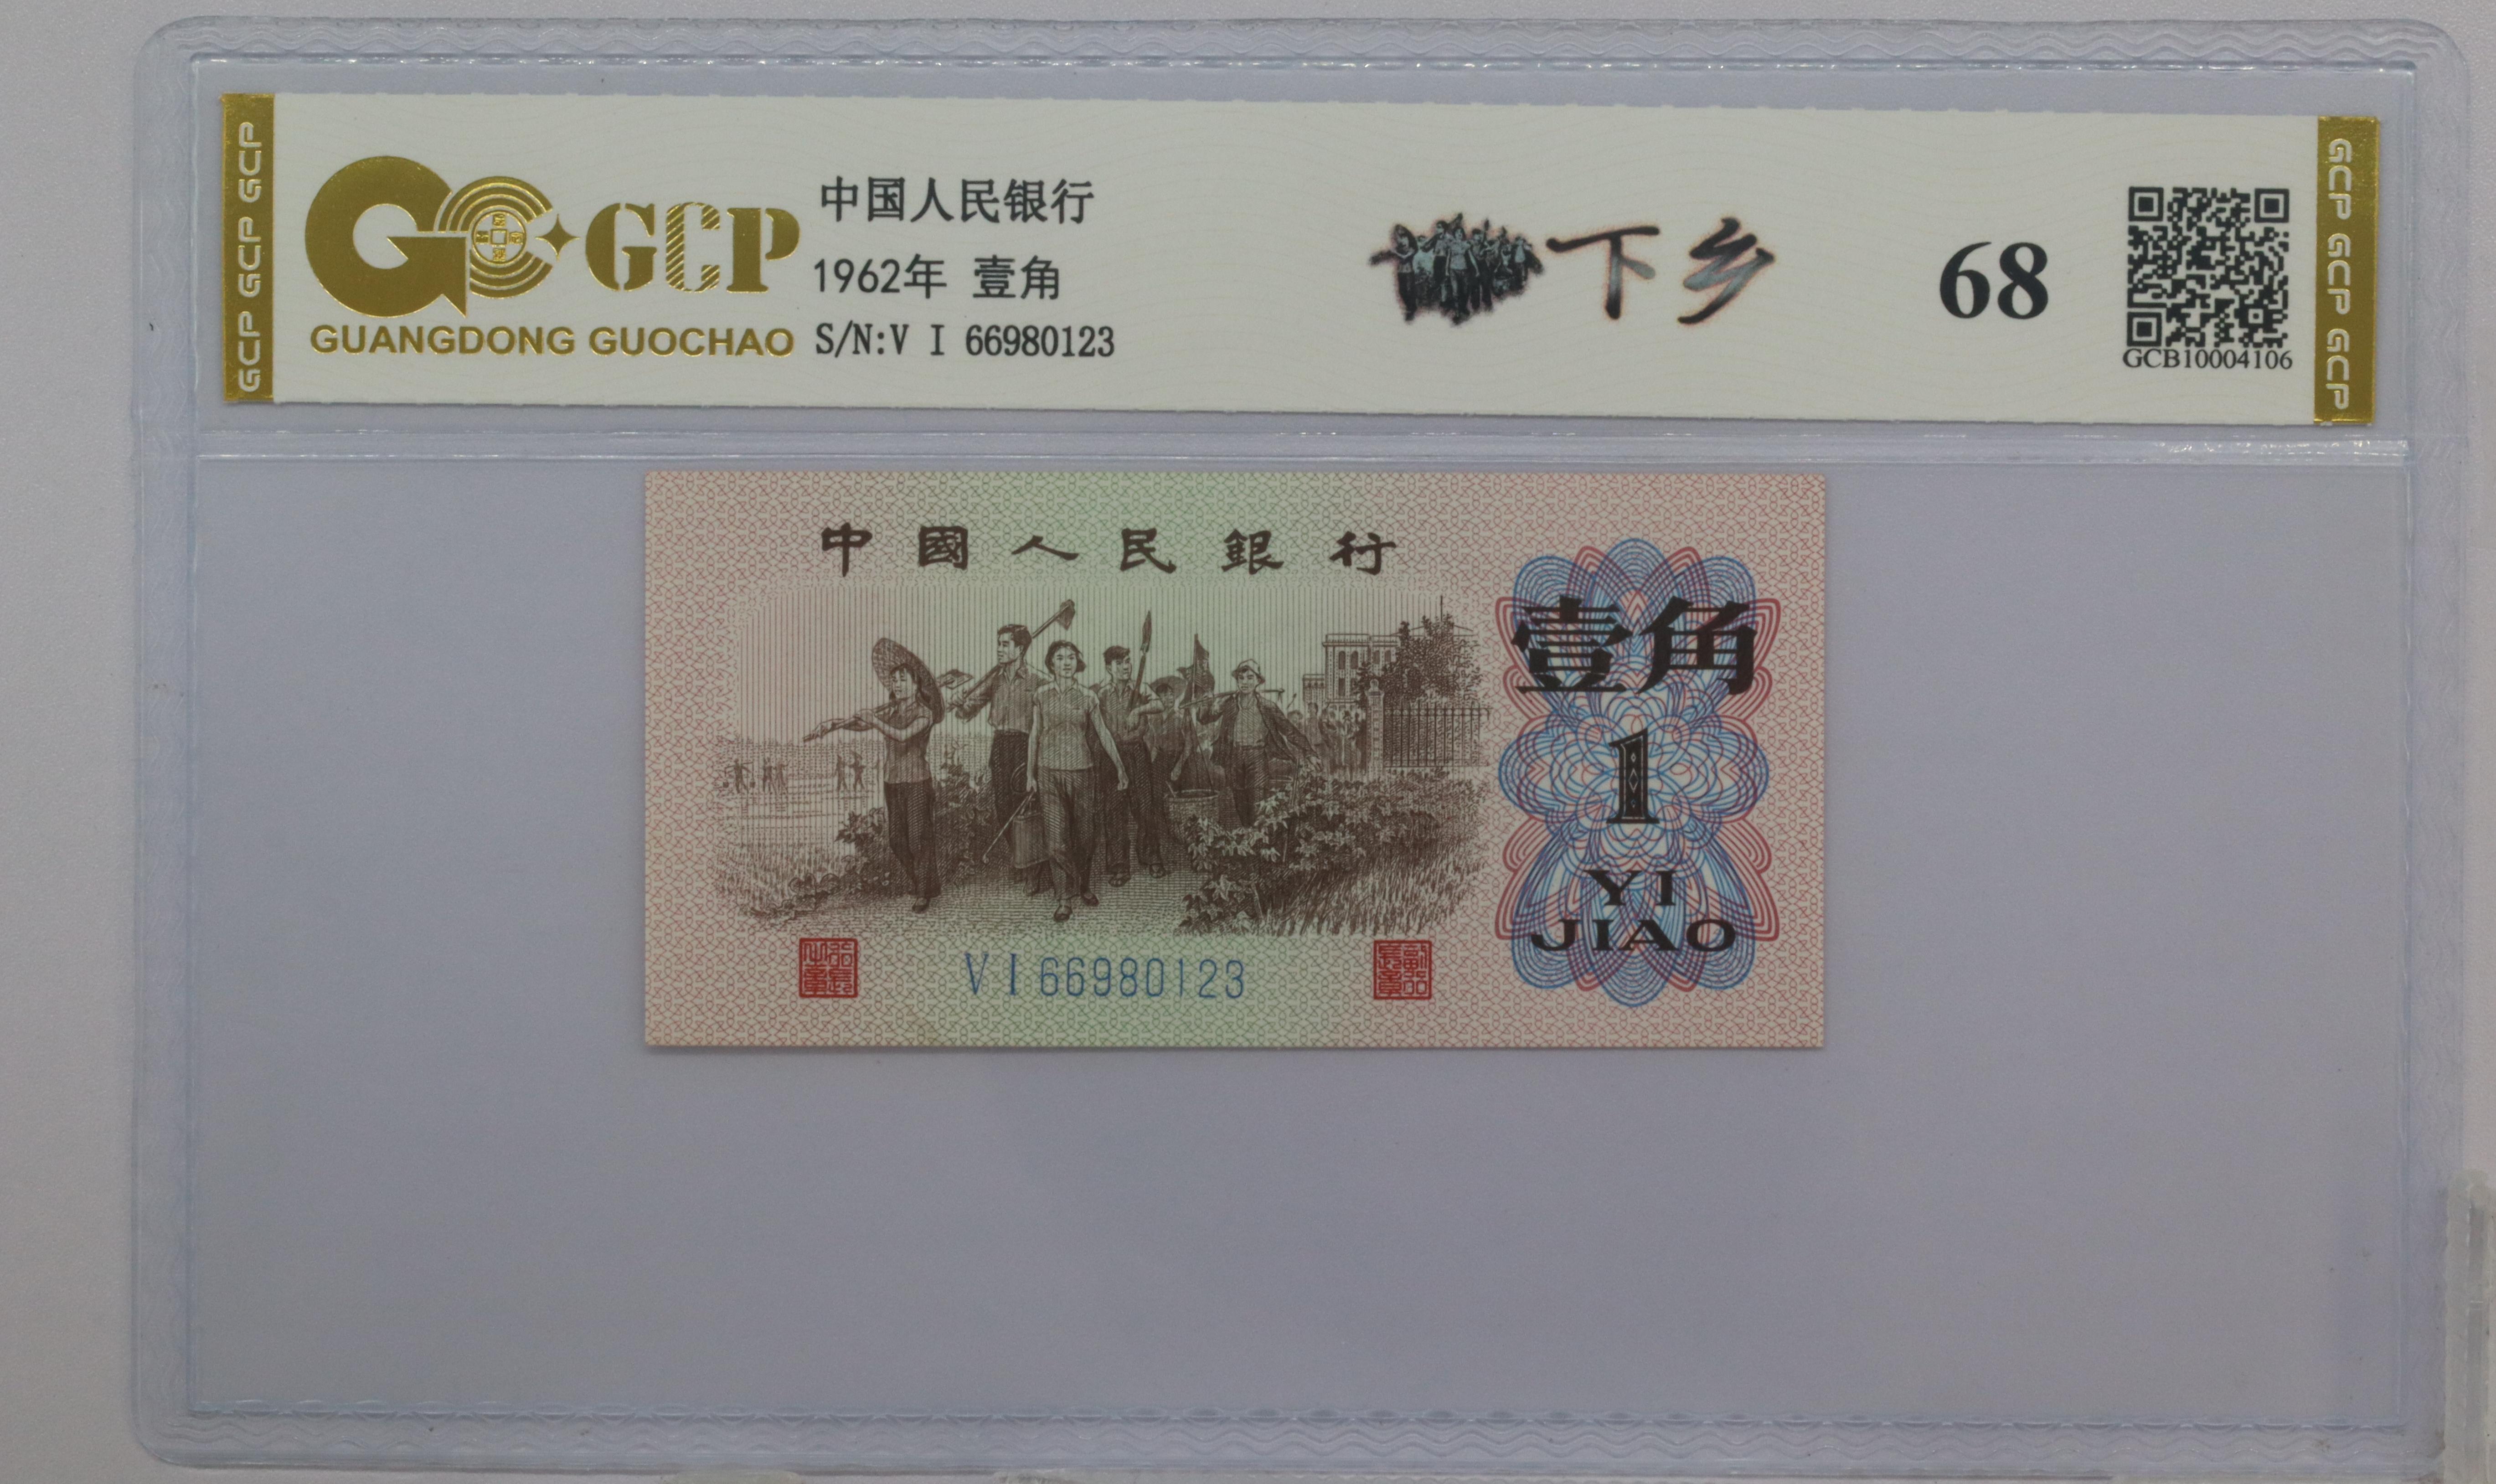 GCP GCP GCP GCP
GCP
GUANGDONG GUOCHAO
中国人民银行
1962年 壹角
S/N:V I 66980123
下乡
68
GCB10004106
GCP GCP GCP GCP
中國人民銀行
壹角
1
YI
JIAO
V I 66980123